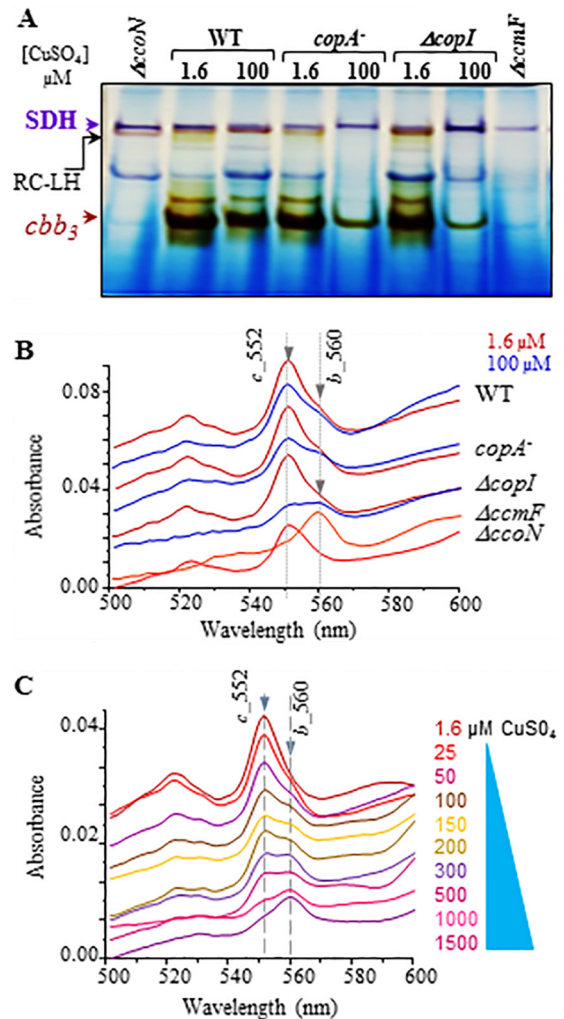 A
ΔccoN
WT
copA⁻
ΔcopI
ΔccmF
[CuSO₄]
µM
1.6 100 1.6 100 1.6 100
SDH
RC-LH
cbb₃
B
c_552
b_560
1.6 µM
100 µM
0.08
0.04
0.00
Absorbance
WT
copA⁻
ΔcopI
ΔccmF
ΔccoN
500 520 540 560 580 600
Wavelength (nm)
C
c_552
b_560
0.04
0.02
0.00
Absorbance
1.6 µM CuSO₄
25
50
100
150
200
300
500
1000
1500
500 520 540 560 580 600
Wavelength (nm)